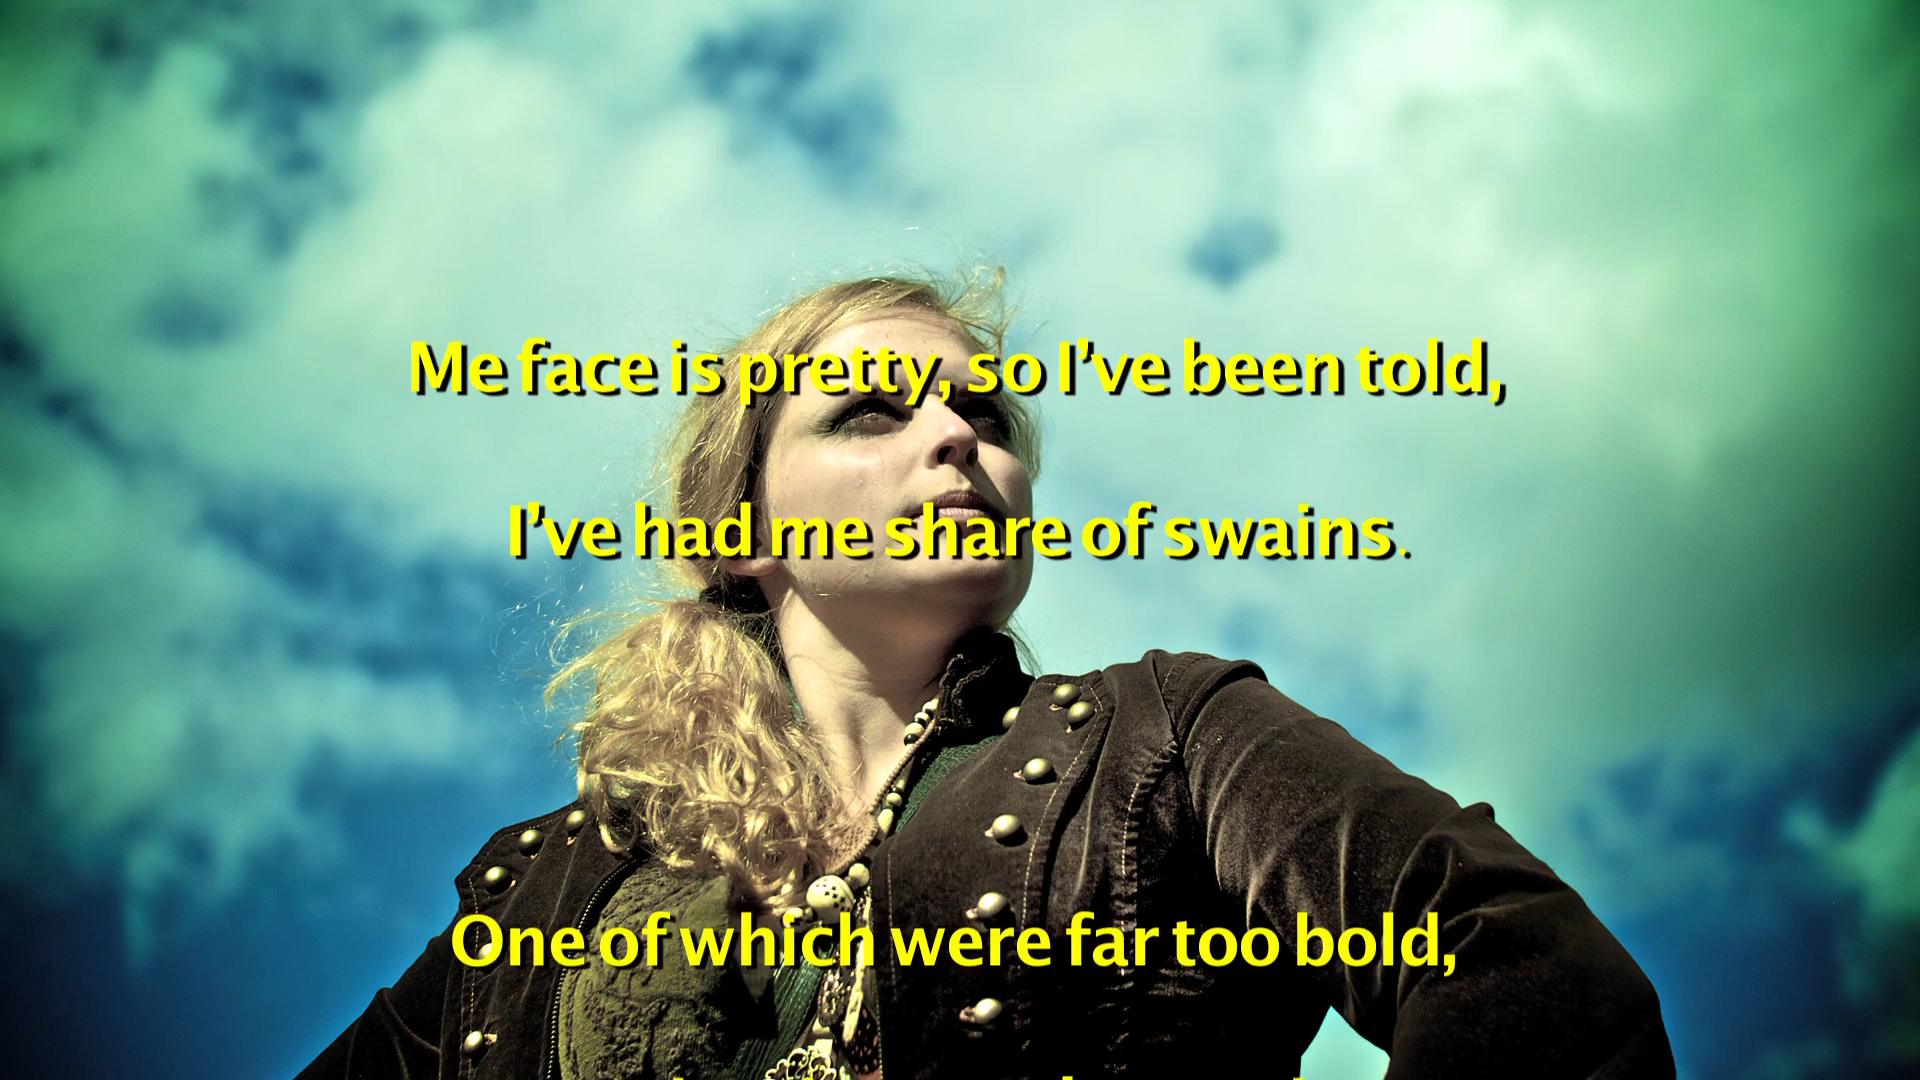 Me face is pretty, so I’ve been told,
I’ve had me share of swains.
One of which were far too bold,